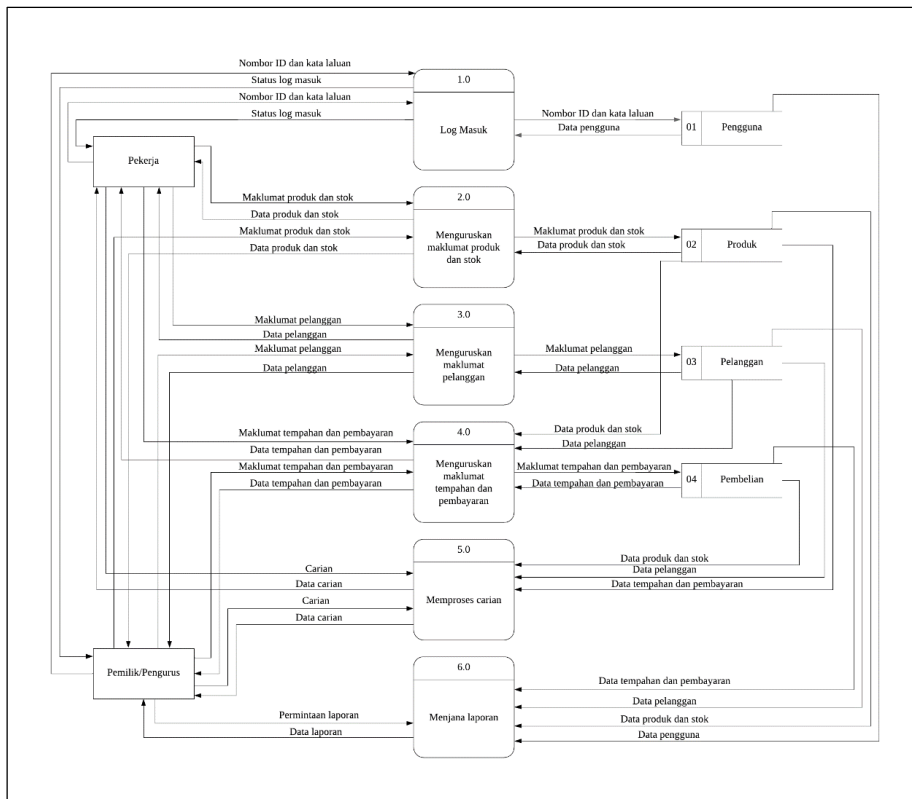 Nombor ID dan kata laluan
Status log masuk
Nombor ID dan kata laluan
Status log masuk
1.0
Log Masuk
Nombor ID dan kata laluan
Data pengguna
01 Pengguna
Pekerja
Maklumat produk dan stok
Data produk dan stok
Maklumat produk dan stok
Data produk dan stok
2.0
Menguruskan
maklumat produk
dan stok
Maklumat produk dan stok
Data produk dan stok
02 Produk
Maklumat pelanggan
Data pelanggan
Maklumat pelanggan
Data pelanggan
3.0
Menguruskan
maklumat
pelanggan
Maklumat pelanggan
Data pelanggan
03 Pelanggan
Maklumat tempahan dan pembayaran
Data tempahan dan pembayaran
Maklumat tempahan dan pembayaran
Data tempahan dan pembayaran
4.0
Menguruskan
maklumat
tempahan dan
pembayaran
Data produk dan stok
Data pelanggan
Maklumat tempahan dan pembayaran
Data tempahan dan pembayaran
04 Pembelian
Carian
Data carian
Carian
Data carian
5.0
Memproses carian
Data produk dan stok
Data pelanggan
Data tempahan dan pembayaran
Pemilik/Pengurus
Permintaan laporan
Data laporan
6.0
Menjana laporan
Data tempahan dan pembayaran
Data pelanggan
Data produk dan stok
Data pengguna